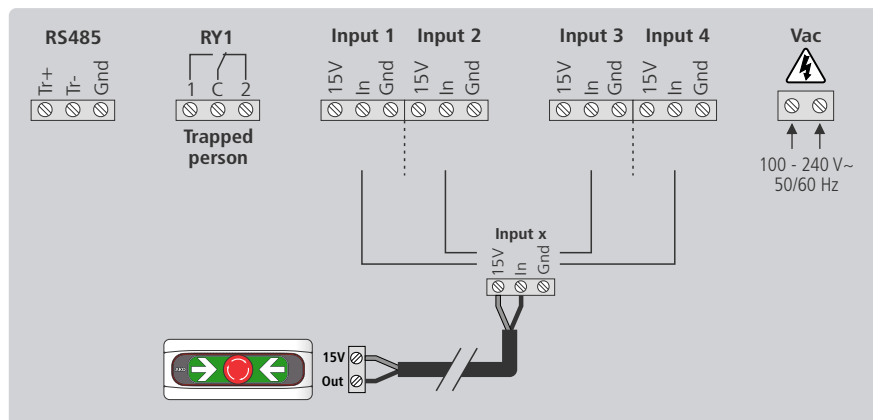 RS485
RY1
Input 1 Input 2
Input 3 Input 4
Vac
Tr+ Tr- Gnd
1 C 2
15V In Gnd 15V In Gnd
15V In Gnd 15V In Gnd
Trapped
person
100 - 240 V~
50/60 Hz
Input x
15V In Gnd
AKO
15V
Out